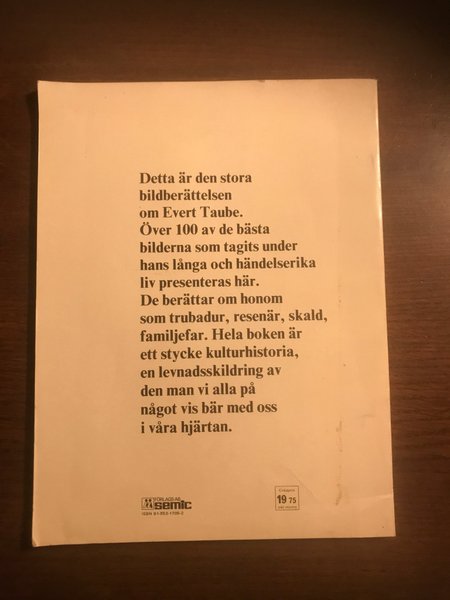 Detta är den stora
bildberättelsen
om Evert Taube.
Över 100 av de bästa
bilderna som tagits under
hans långa och händelserika
liv presenteras här.
De berättar om honom
som trubadur, resenär, skald,
familjefar. Hela boken är
ett stycke kulturhistoria,
en levnadsskildring av
den man vi alla på
något vis bär med oss
i våra hjärtan.
FÖRLAGS AB
semic
ISBN
19 75